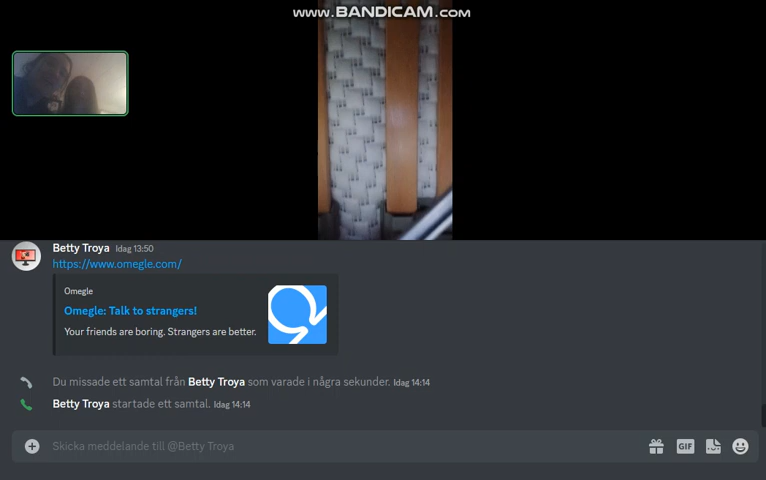 WWW.BANDICAM.COM
Betty Troya Idag 13:50
https://www.omegle.com/
Omegle
Omegle: Talk to strangers!
Your friends are boring. Strangers are better.
Du missade ett samtal från Betty Troya som varade i några sekunder. Idag 14:14
Betty Troya startade ett samtal. Idag 14:14
Skicka meddelande till @Betty Troya
GIF